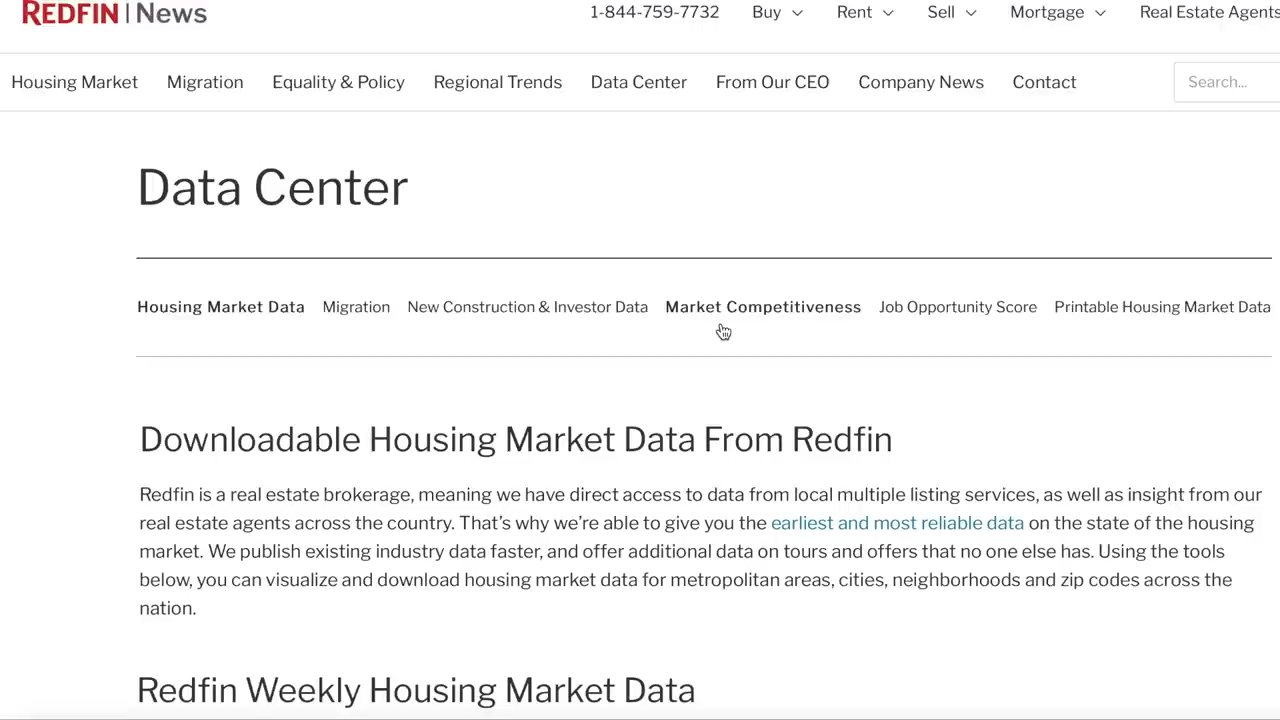 REDFIN | News
1-844-759-7732 Buy Rent Sell Mortgage Real Estate Agents
Housing Market Migration Equality & Policy Regional Trends Data Center From Our CEO Company News Contact Search...
Data Center
Housing Market Data Migration New Construction & Investor Data Market Competitiveness Job Opportunity Score Printable Housing Market Data
Downloadable Housing Market Data From Redfin
Redfin is a real estate brokerage, meaning we have direct access to data from local multiple listing services, as well as insight from our
real estate agents across the country. That’s why we’re able to give you the earliest and most reliable data on the state of the housing
market. We publish existing industry data faster, and offer additional data on tours and offers that no one else has. Using the tools
below, you can visualize and download housing market data for metropolitan areas, cities, neighborhoods and zip codes across the
nation.
Redfin Weekly Housing Market Data